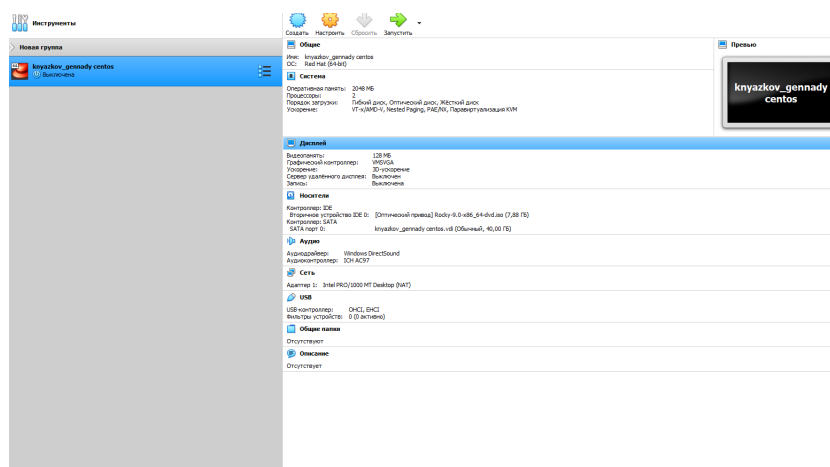 Инструменты
Новая группа
knyazkov_gennady centos
Выключена
Создать Настроить Сбросить Запустить
Общие
Имя: knyazkov_gennady centos
ОС: Red Hat (64-bit)
Система
Оперативная память: 2048 МБ
Процессоры: 2
Порядок загрузки: Гибкий диск, Оптический диск, Жёсткий диск
Ускорение: VT-x/AMD-V, Nested Paging, PAE/NX, Паравиртуализация KVM
Превью
knyazkov_gennady
centos
Дисплей
Видеопамять: 128 МБ
Графический контроллер: VMSVGA
Ускорение: 3D-ускорение
Сервер удалённого дисплея: Выключен
Запись: Выключена
Носители
Контроллер: IDE
Вторичное устройство IDE 0: [Оптический привод] Rocky-9.0-x86_64-dvd.iso (7,88 ГБ)
Контроллер: SATA
SATA порт 0: knyazkov_gennady centos.vdi (Обычный, 40,00 ГБ)
Аудио
Аудиодрайвер: Windows DirectSound
Аудиоконтроллер: ICH AC97
Сеть
Адаптер 1: Intel PRO/1000 MT Desktop (NAT)
USB
USB-контроллер: OHCI, EHCI
Фильтры устройств: 0 (0 активно)
Общие папки
Отсутствуют
Описание
Отсутствует